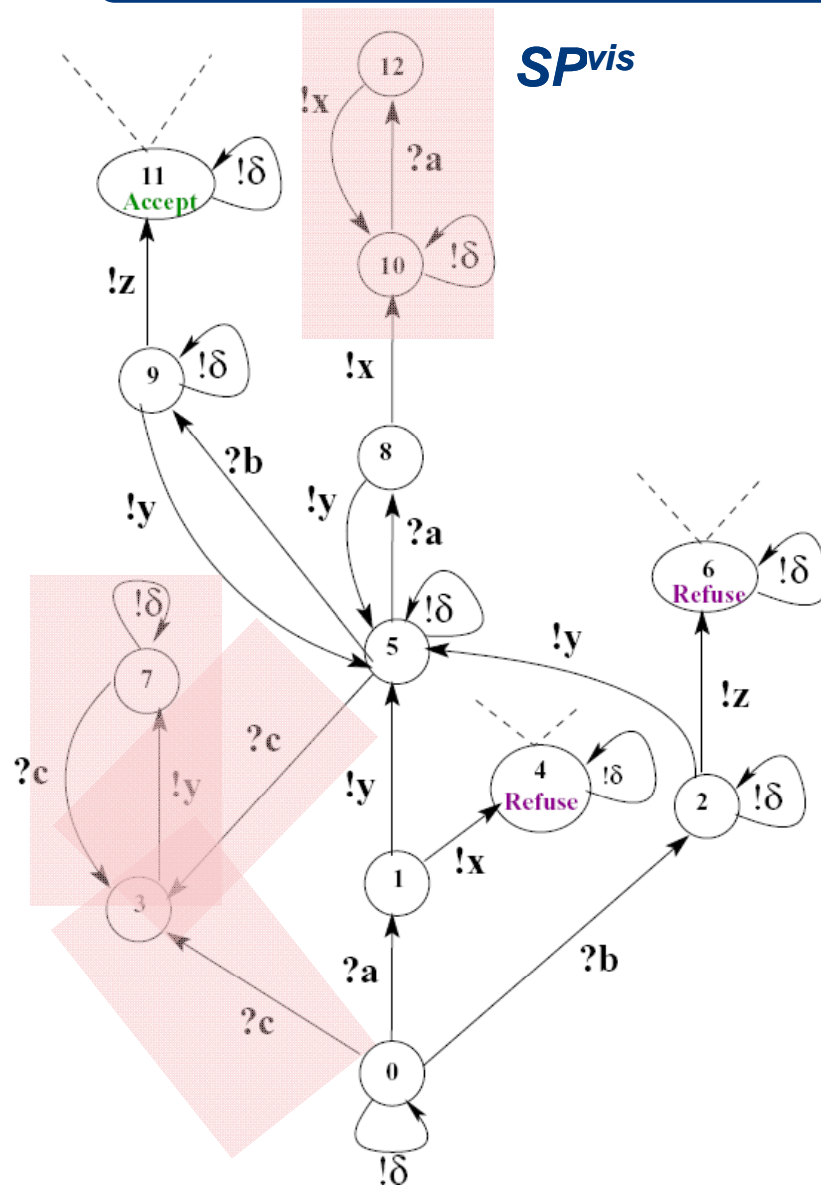 SPvis
12
!x
?a
11
Accept
!δ
10
!δ
!z
!x
9
!δ
8
?b
!y
!y
?a
6
Refuse
!δ
!δ
5
!δ
!y
7
?c
!z
4
Refuse
!δ
?c
!y
!y
2
!δ
1
!x
3
?a
?b
?c
0
!δ